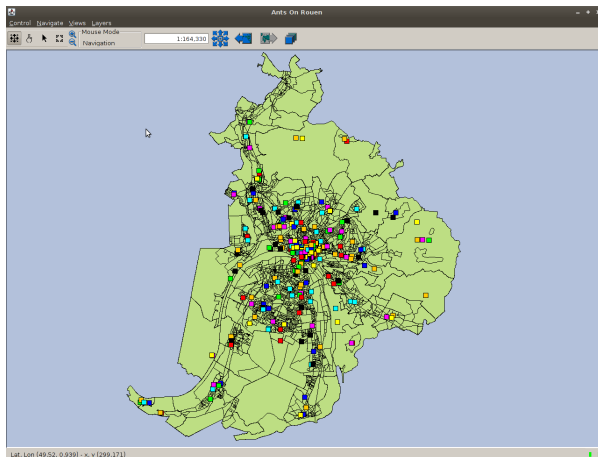 Ants On Rouen
Control Navigate Views Layers
Mouse Mode
Navigation
1:164,330
Lat, Lon (49.52, 0.939) - x, y (299,171)